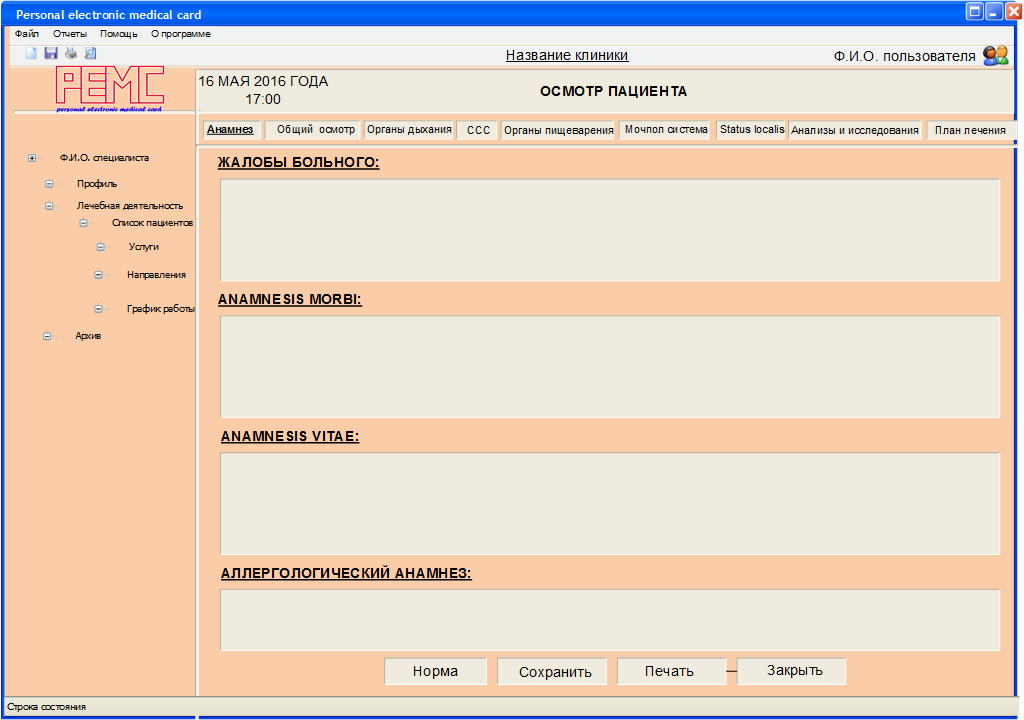 Personal electronic medical card
Файл Отчеты Помощь О программе
Название клиники
Ф.И.О. пользователя
PEMC
personal electronic medical card
16 МАЯ 2016 ГОДА
17:00
ОСМОТР ПАЦИЕНТА
Анамнез Общий осмотр Органы дыхания ССС Органы пищеварения Мочпол система Status localis Анализы и исследования План лечения
Ф.И.О. специалиста
Профиль
Лечебная деятельность
Список пациентов
Услуги
Направления
График работы
Архив
ЖАЛОБЫ БОЛЬНОГО:
ANAMNESIS MORBI:
ANAMNESIS VITAE:
АЛЛЕРГОЛОГИЧЕСКИЙ АНАМНЕЗ:
Норма Сохранить Печать Закрыть
Строка состояния